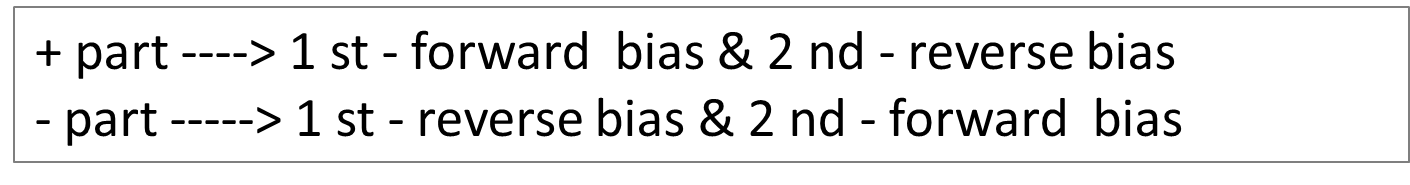 + part ----> 1 st - forward  bias & 2 nd - reverse bias
- part -----> 1 st - reverse bias & 2 nd - forward  bias